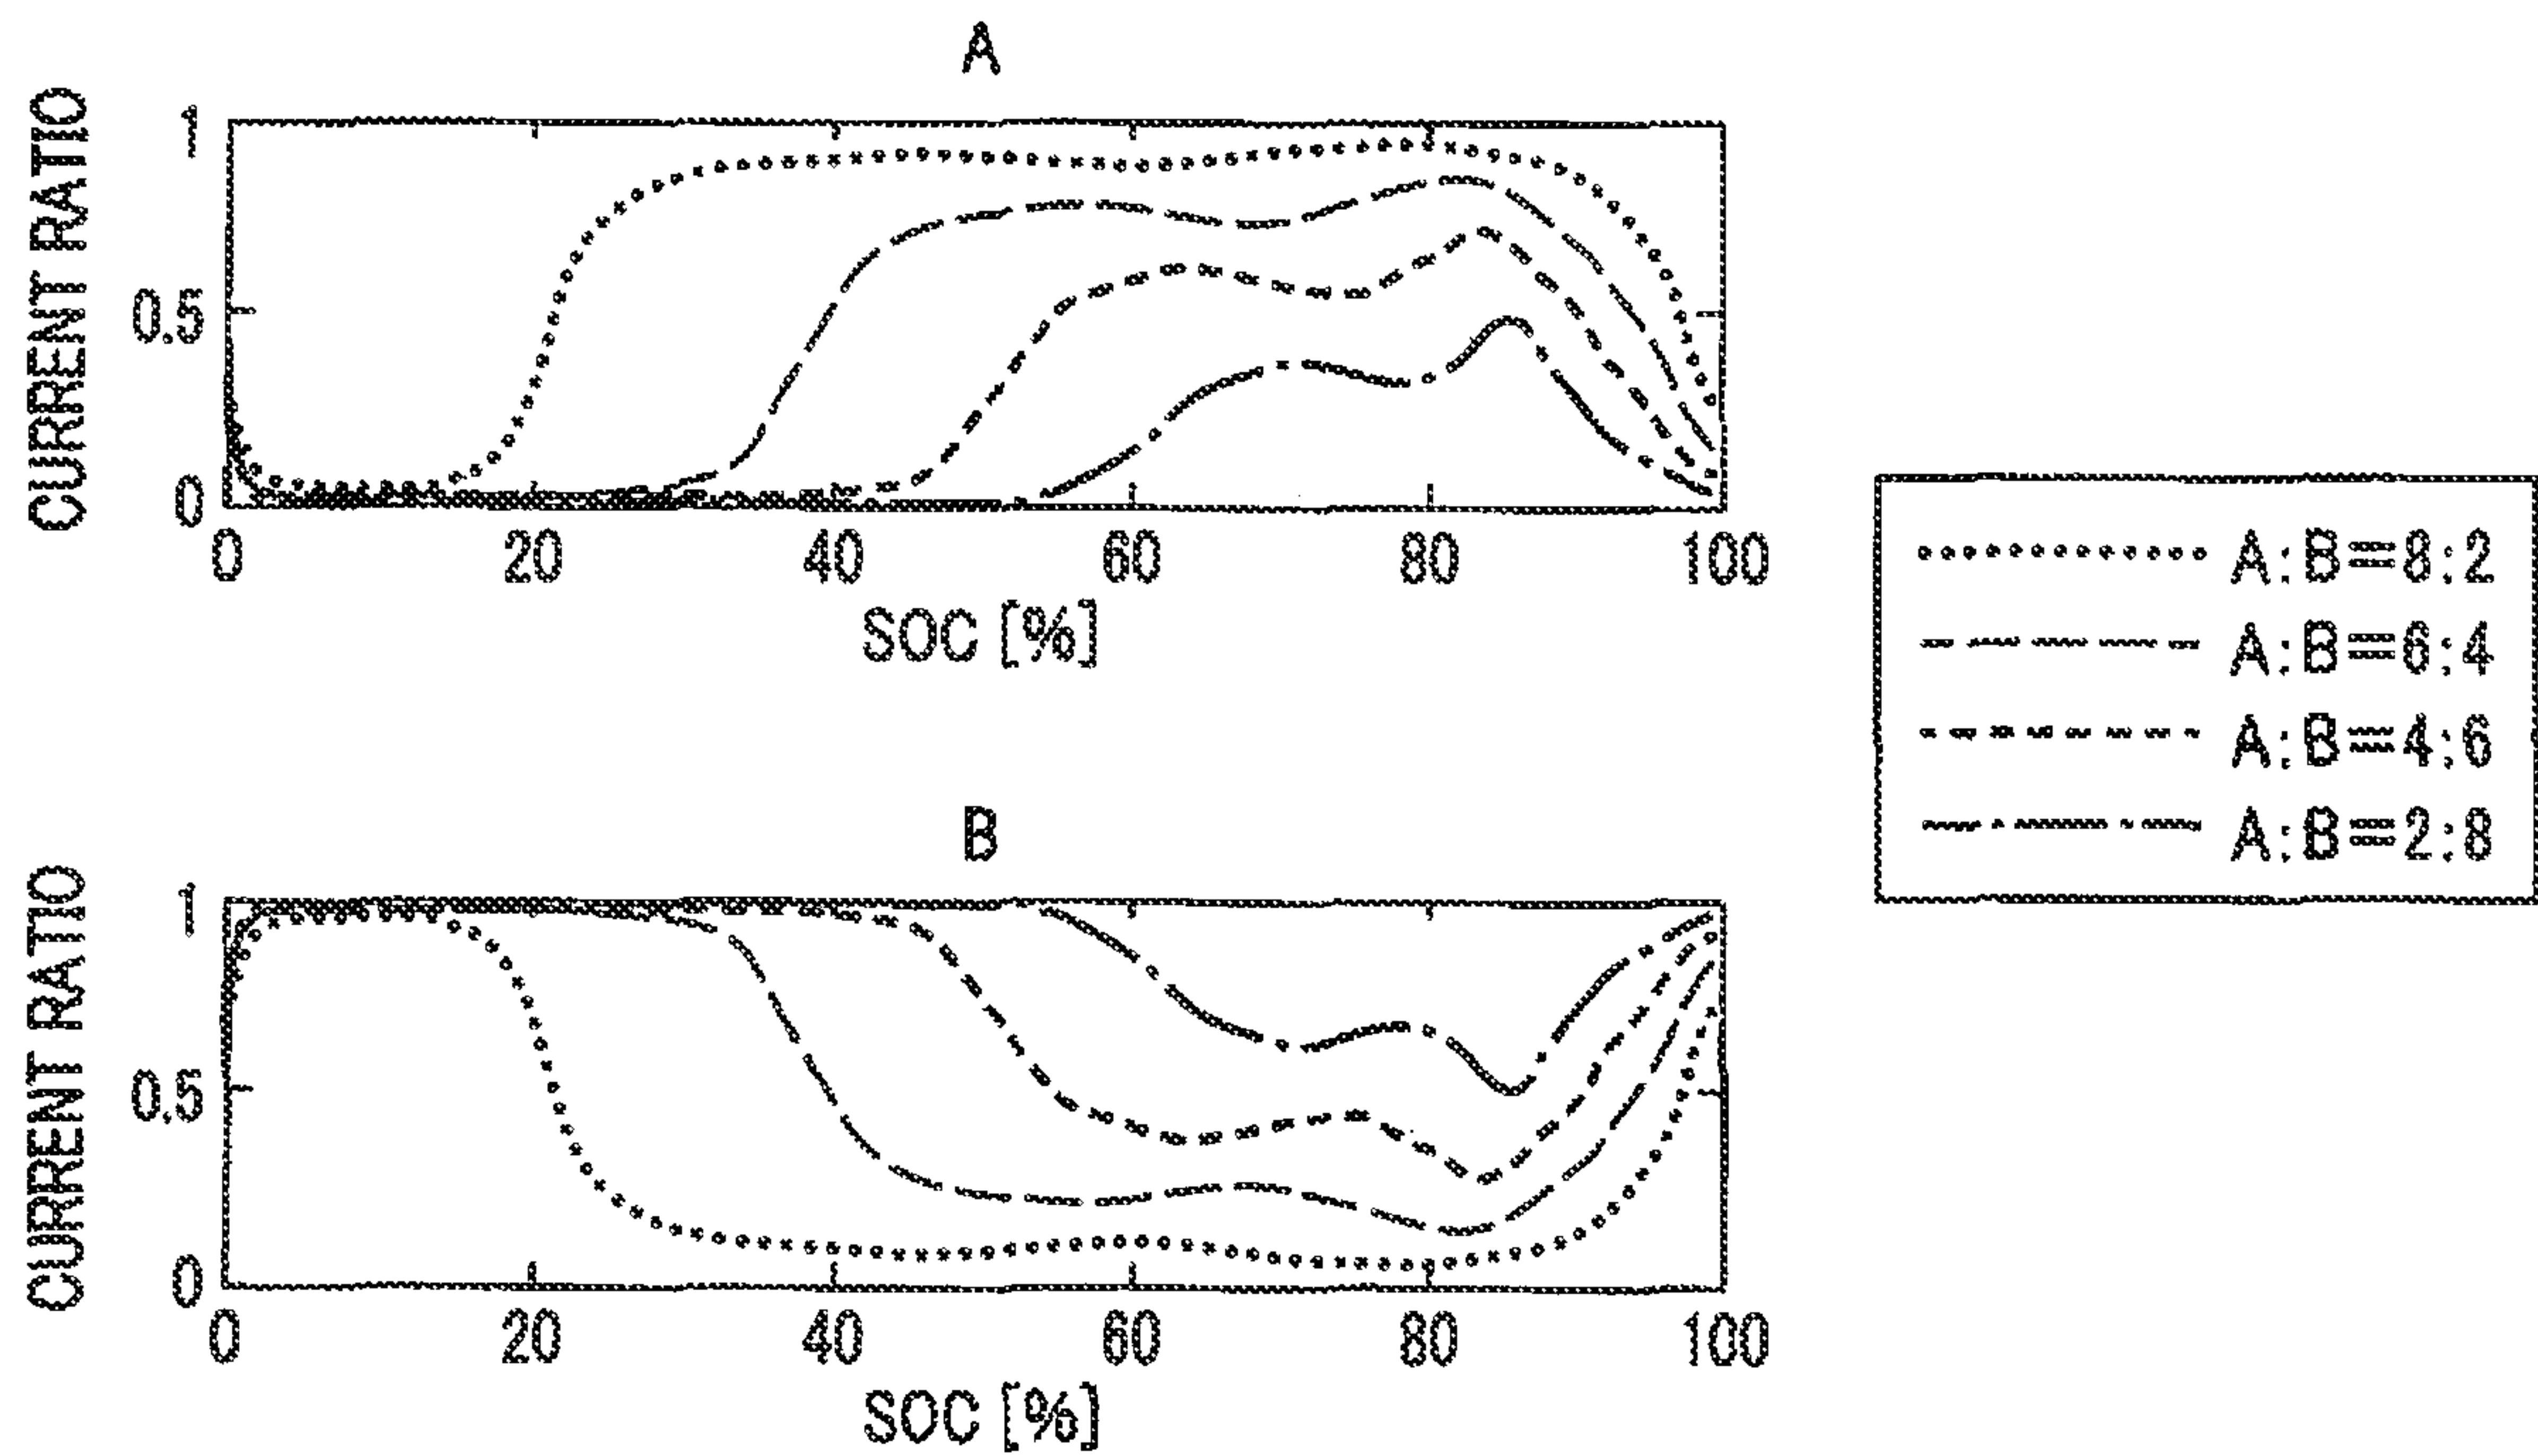 A
CURRENT RATIO
1
0.5
0
0 20 40 60 80 100
SOC [%]
A:B=8:2
A:B=6:4
A:B=4:6
A:B=2:8
B
CURRENT RATIO
1
0.5
0
0 20 40 60 80 100
SOC [%]